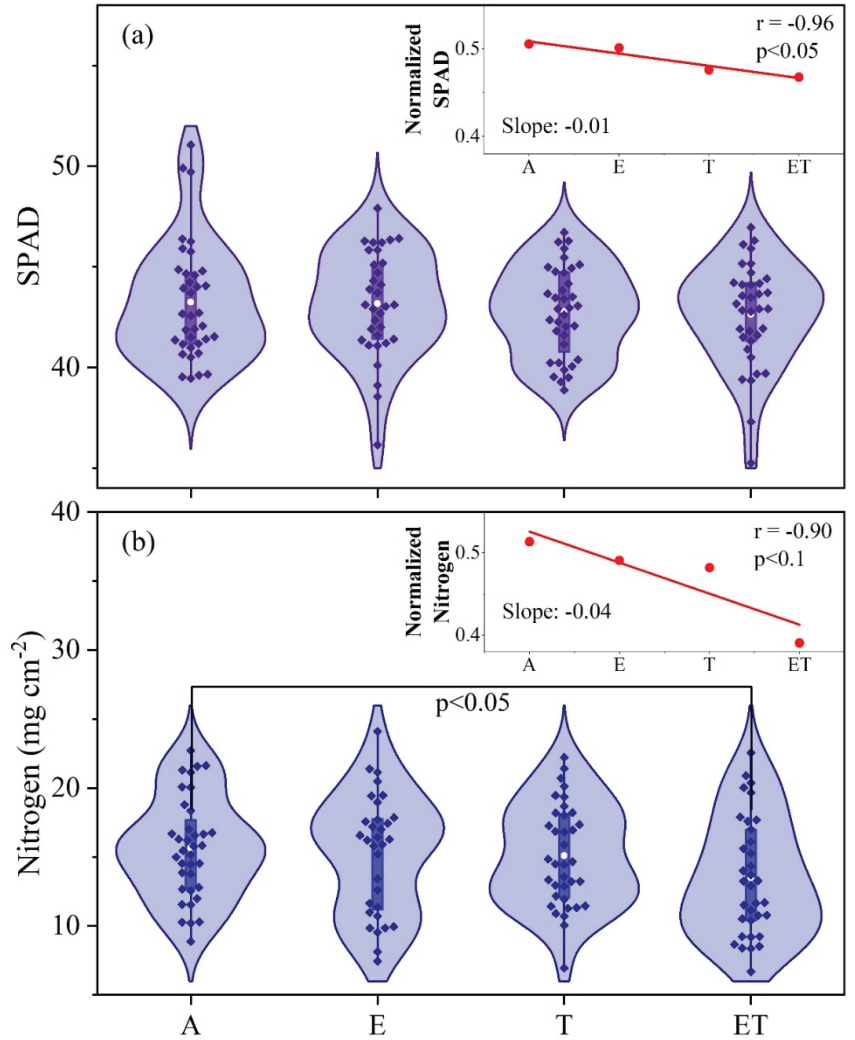 (a)
r = -0.96
p<0.05
Normalized
SPAD
0.5
0.4
Slope: -0.01
A E T ET
SPAD
50
40
(b)
r = -0.90
p<0.1
Normalized
Nitrogen
0.5
0.4
Slope: -0.04
A E T ET
p<0.05
Nitrogen (mg cm⁻²)
40
30
20
10
A E T ET